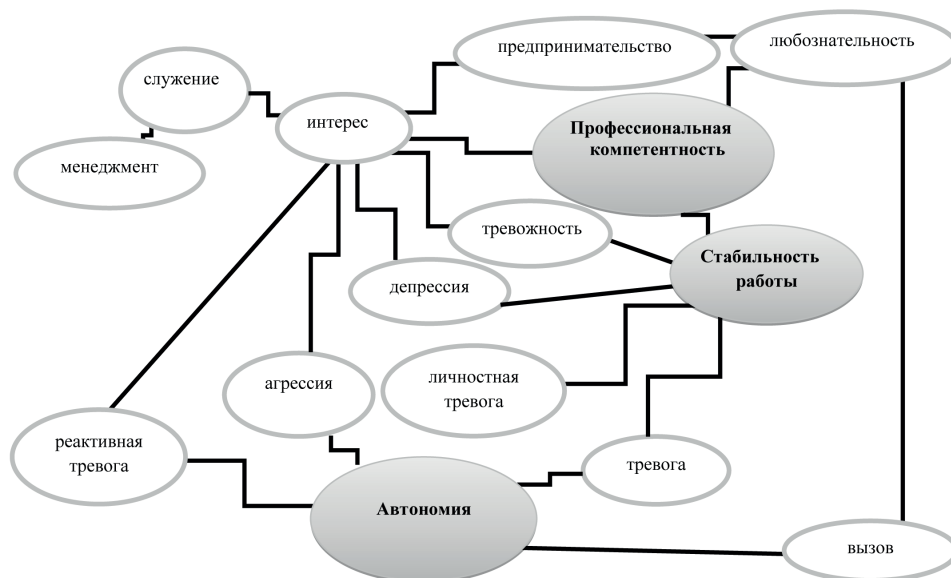 предпринимательство
любознательность
служение
интерес
Профессиональная
компетентность
менеджмент
тревожность
Стабильность
работы
депрессия
агрессия
личностная
тревога
реактивная
тревога
тревога
Автономия
вызов